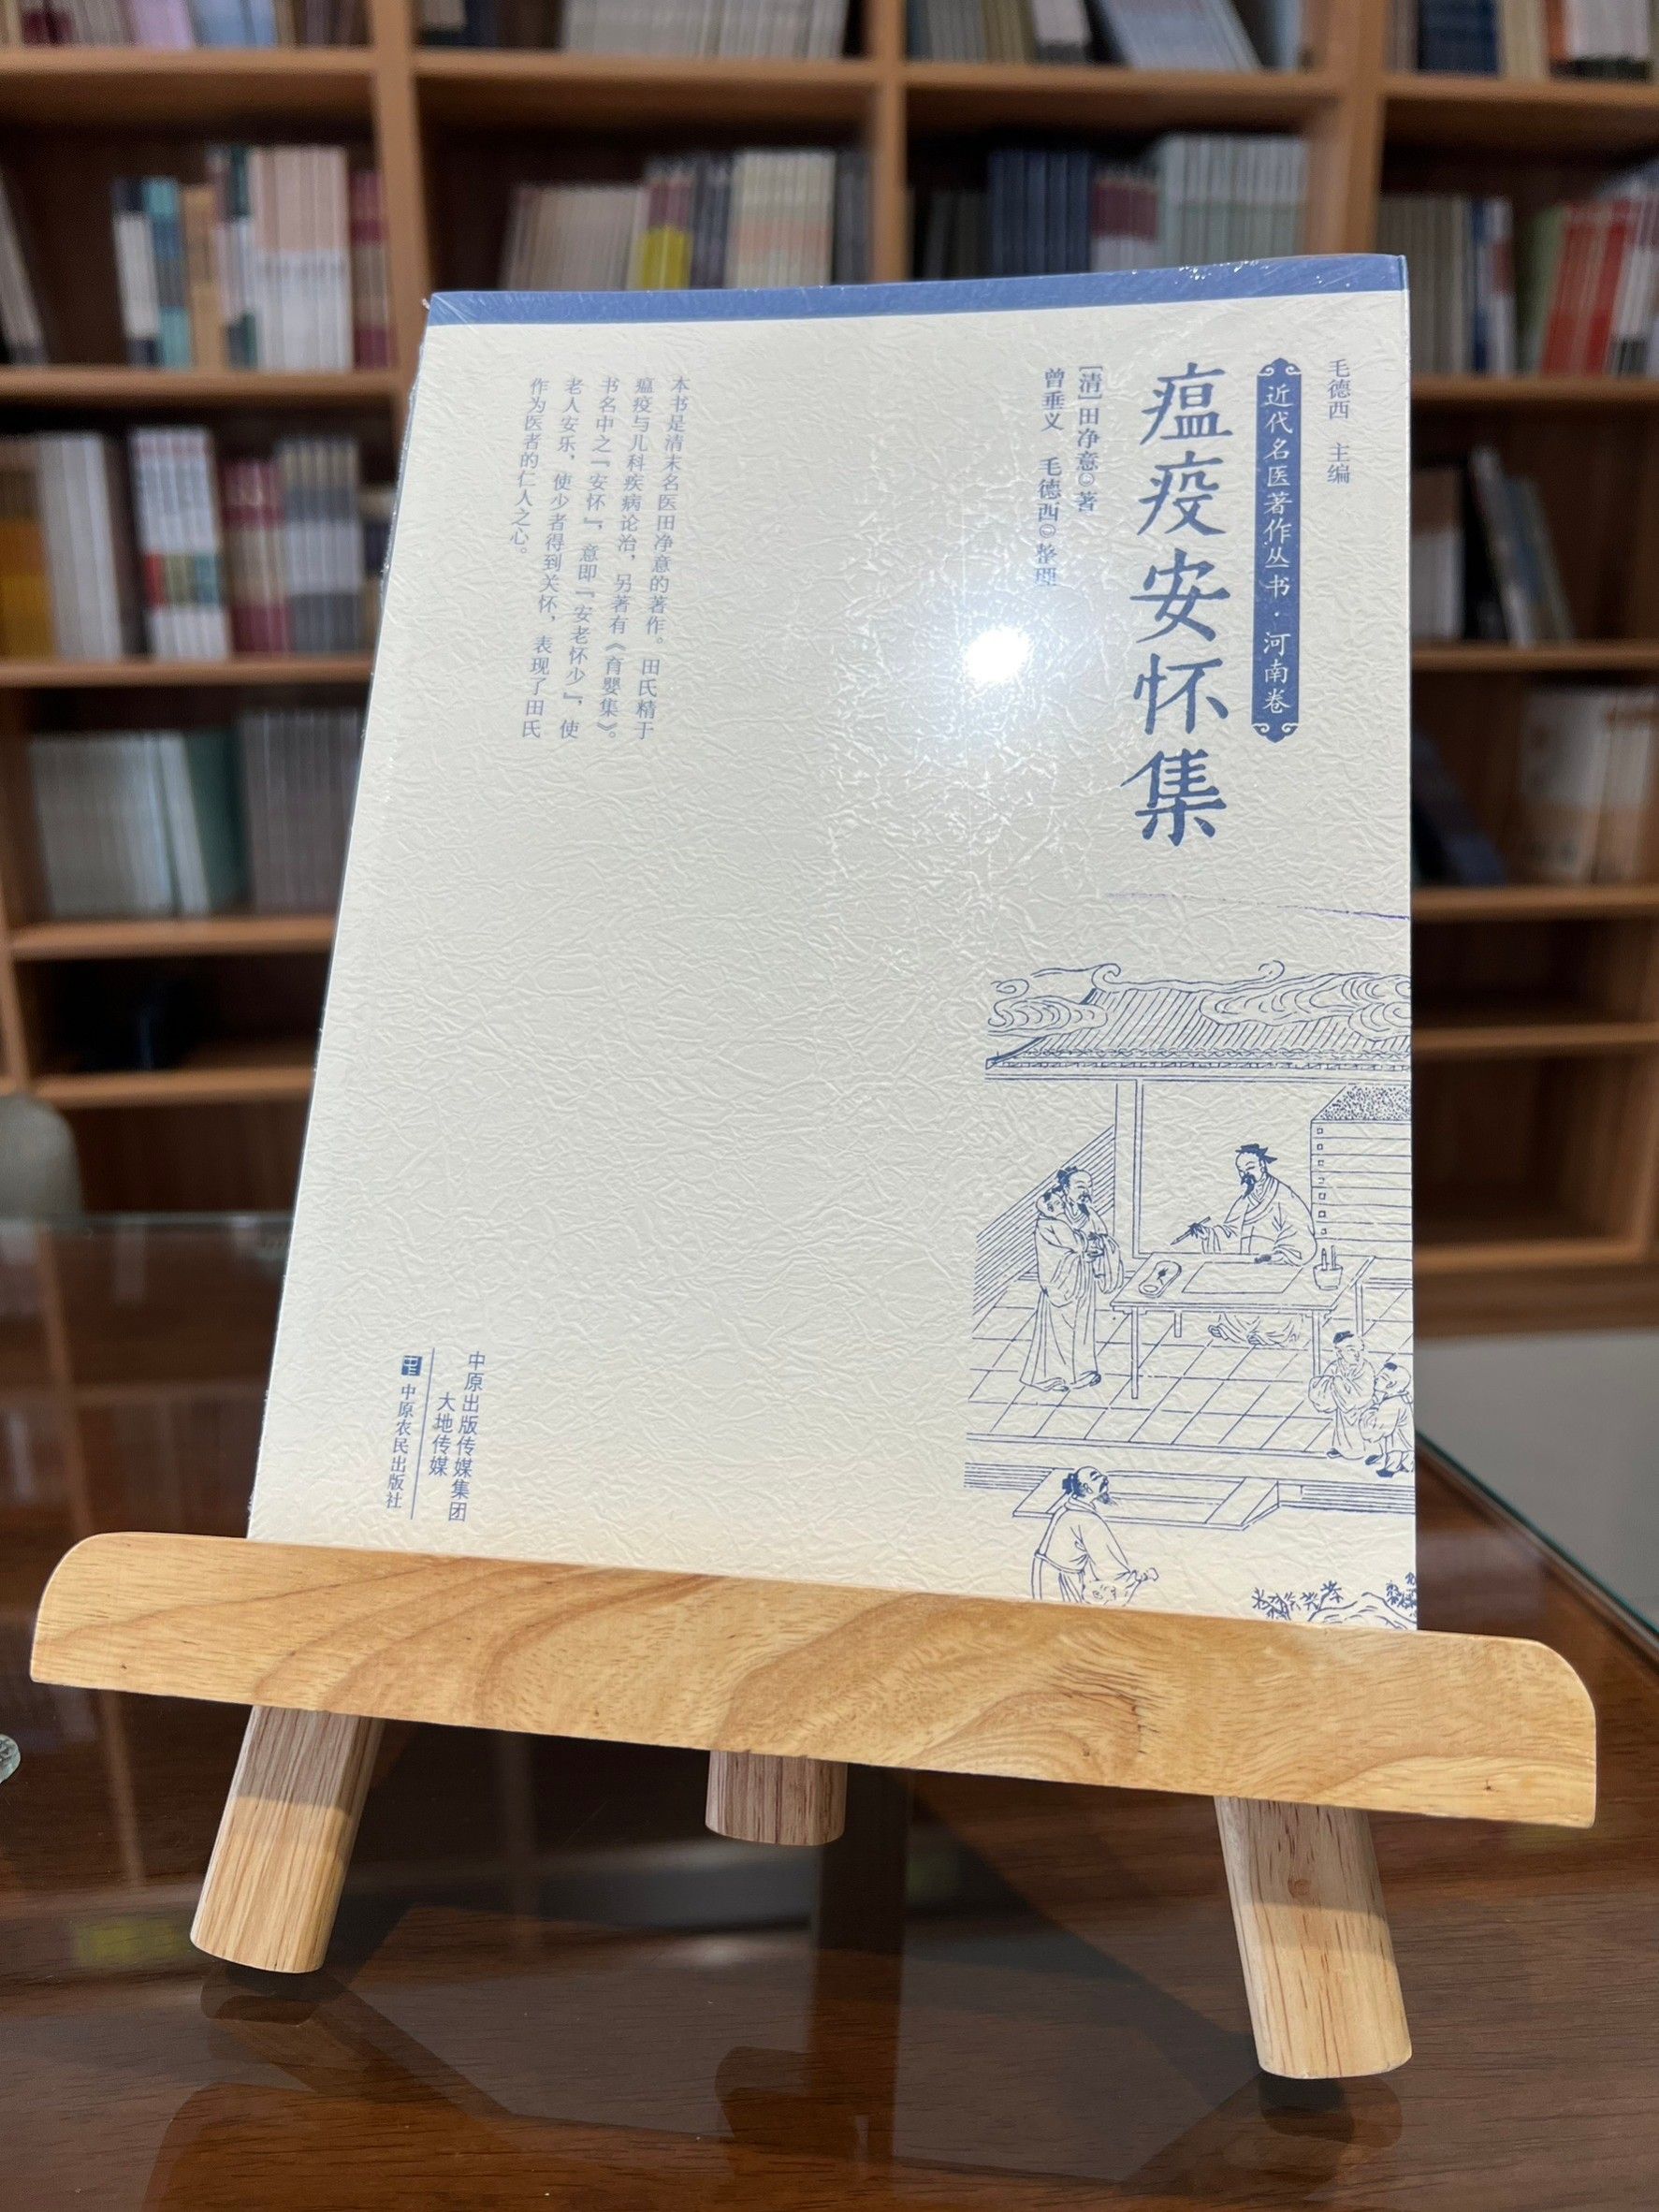 毛德西 主编
近代名医著作丛书·河南卷
瘟疫安怀集
[清]田净意◎著
曾垂义 毛德西◎整理
本书是清末名医田净意的著作。田氏精于
瘟疫与儿科疾病论治，另著有《育婴集》。
书名中之『安怀』，意即『安老怀少』，使
老人安乐，使少者得到关怀，表现了田氏
作为医者的仁人之心。
中原出版传媒集团
大地传媒
中原农民出版社